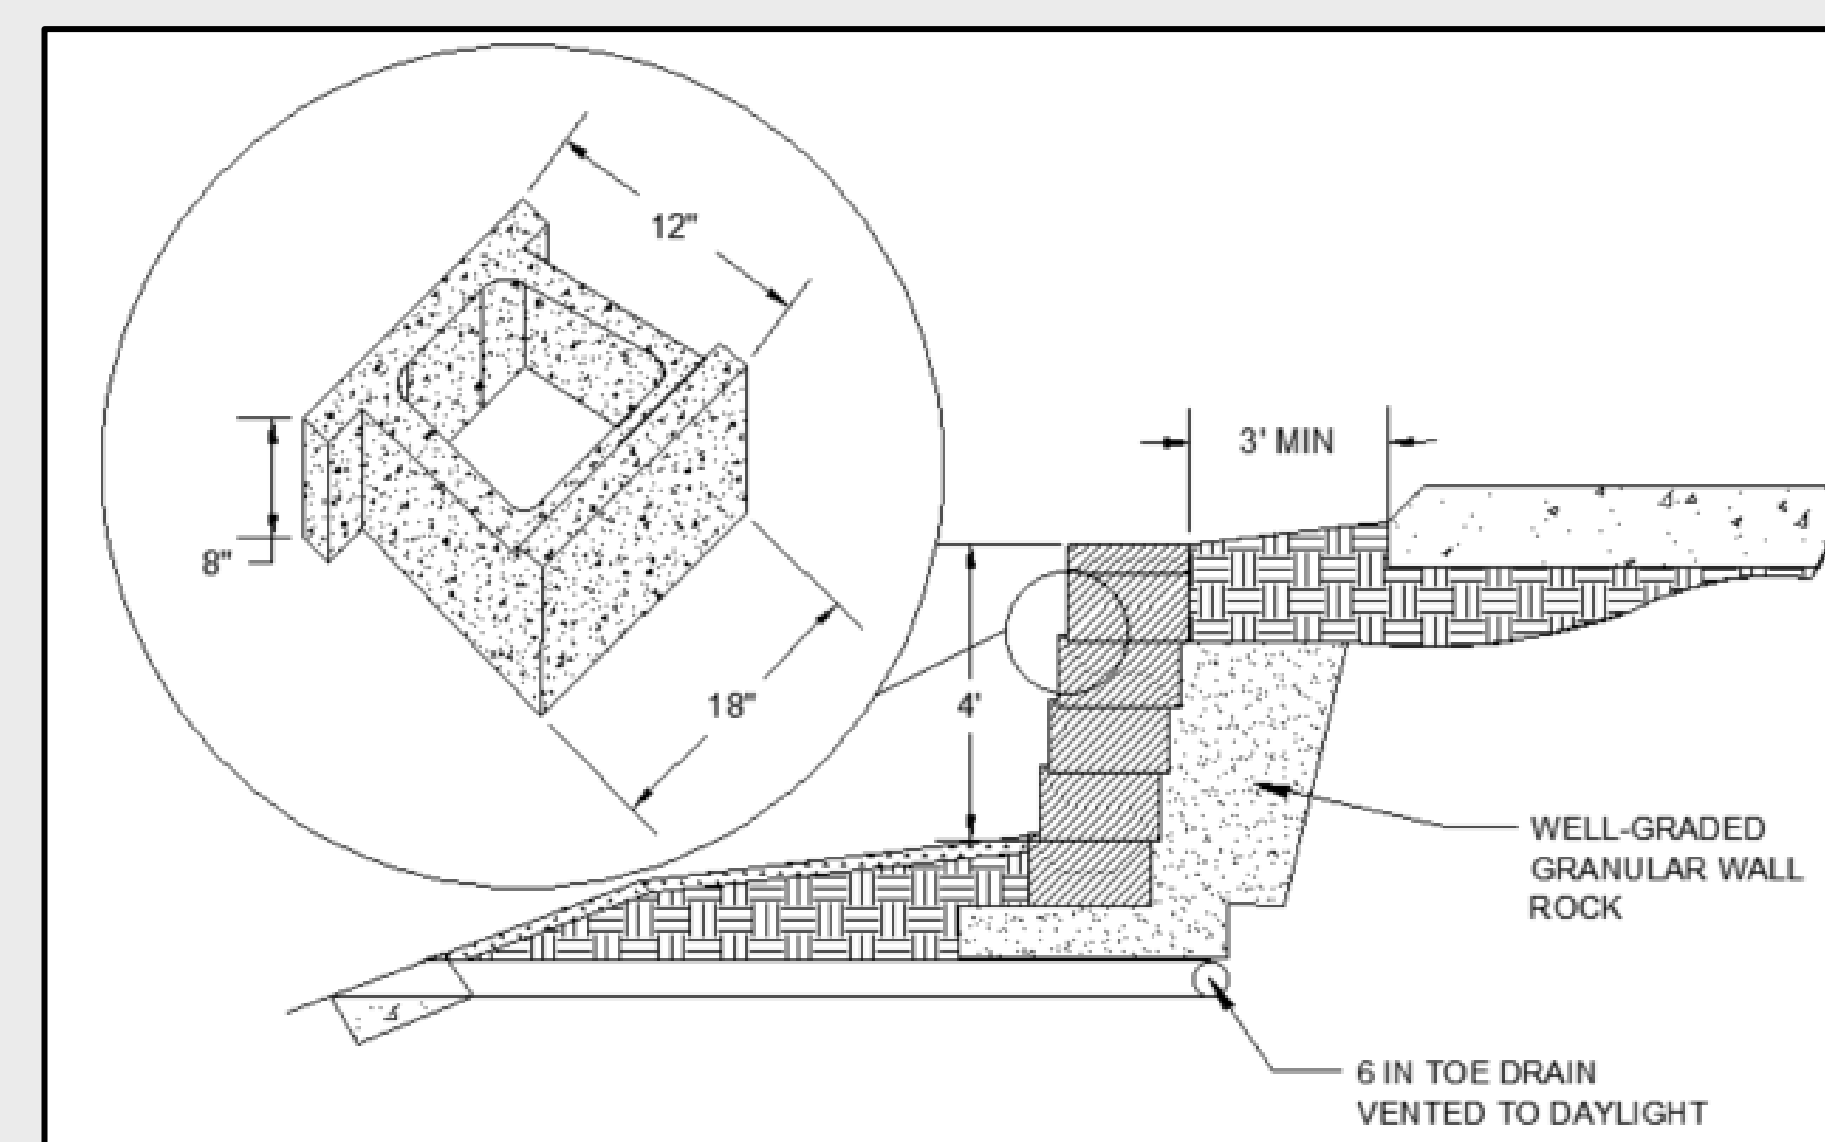 12"
3' MIN
8"
18"
4'
WELL-GRADED
GRANULAR WALL
ROCK
6 IN TOE DRAIN
VENTED TO DAYLIGHT